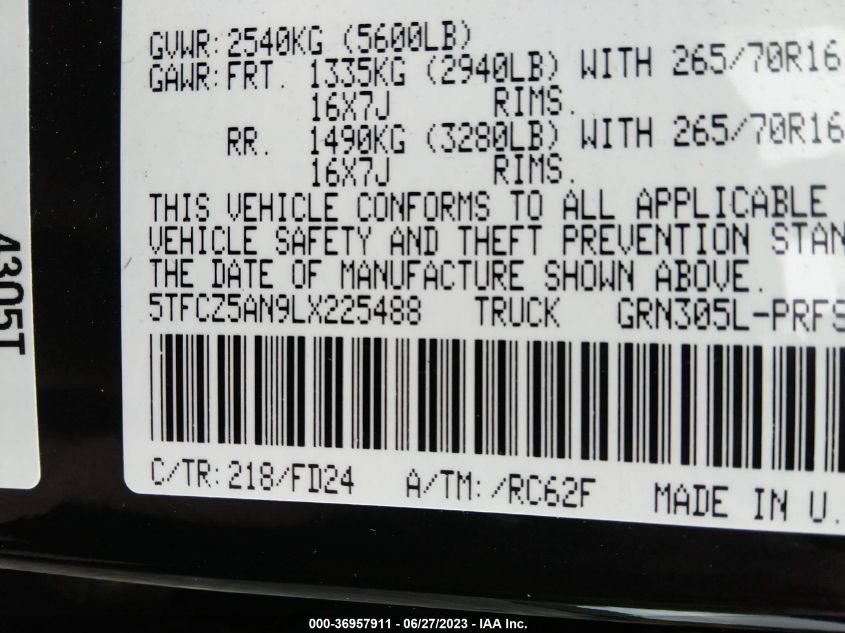 GVWR: 2540KG (5600LB)
GAWR: FRT. 1335KG (2940LB) WITH 265/70R16
16X7J RIMS.
RR. 1490KG (3280LB) WITH 265/70R16
16X7J RIMS.
THIS VEHICLE CONFORMS TO ALL APPLICABLE
VEHICLE SAFETY AND THEFT PREVENTION STAN
THE DATE OF MANUFACTURE SHOWN ABOVE.
5TFCZ5AN9LX225488 TRUCK GRN305L-PRFS
C/TR: 218/FD24 A/TM: /RC62F MADE IN U.
4305T
000-36957911 - 06/27/2023 - IAA Inc.